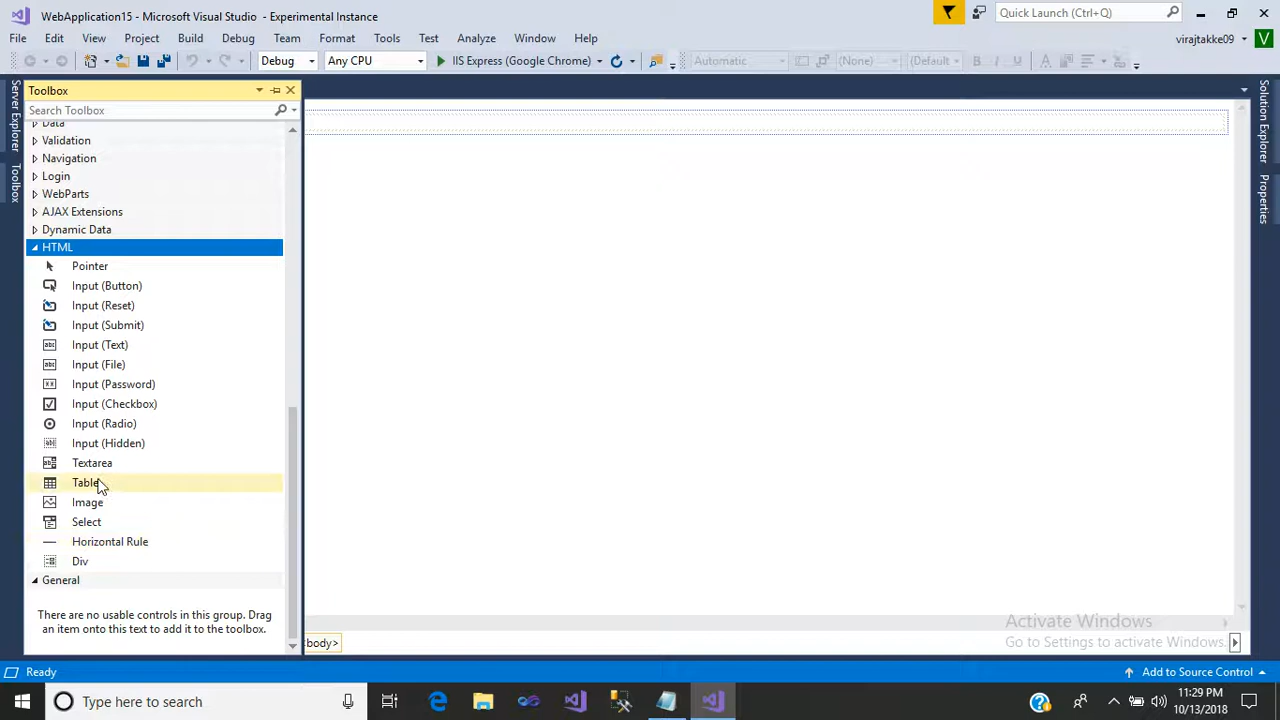 WebApplication15 - Microsoft Visual Studio - Experimental Instance
Quick Launch (Ctrl+Q)
File Edit View Project Build Debug Team Format Tools Test Analyze Window Help
virajtakke09 V
Debug Any CPU IIS Express (Google Chrome) Automatic (None) (Default B I U A
Toolbox
Search Toolbox
Server Explorer
Toolbox
Solution Explorer
Properties
Data
Validation
Navigation
Login
WebParts
AJAX Extensions
Dynamic Data
HTML
Pointer
Input (Button)
Input (Reset)
Input (Submit)
Input (Text)
Input (File)
Input (Password)
Input (Checkbox)
Input (Radio)
Input (Hidden)
Textarea
Table
Image
Select
Horizontal Rule
Div
General
There are no usable controls in this group. Drag
an item onto this text to add it to the toolbox.
body>
Activate Windows
Go to Settings to activate Windows.
Ready
Add to Source Control
Type here to search
11:29 PM
10/13/2018